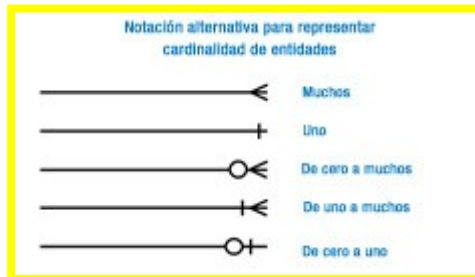 Notación alternativa para representar
cardinalidad de entidades
Muchos
Uno
De cero a muchos
De uno a muchos
De cero a uno